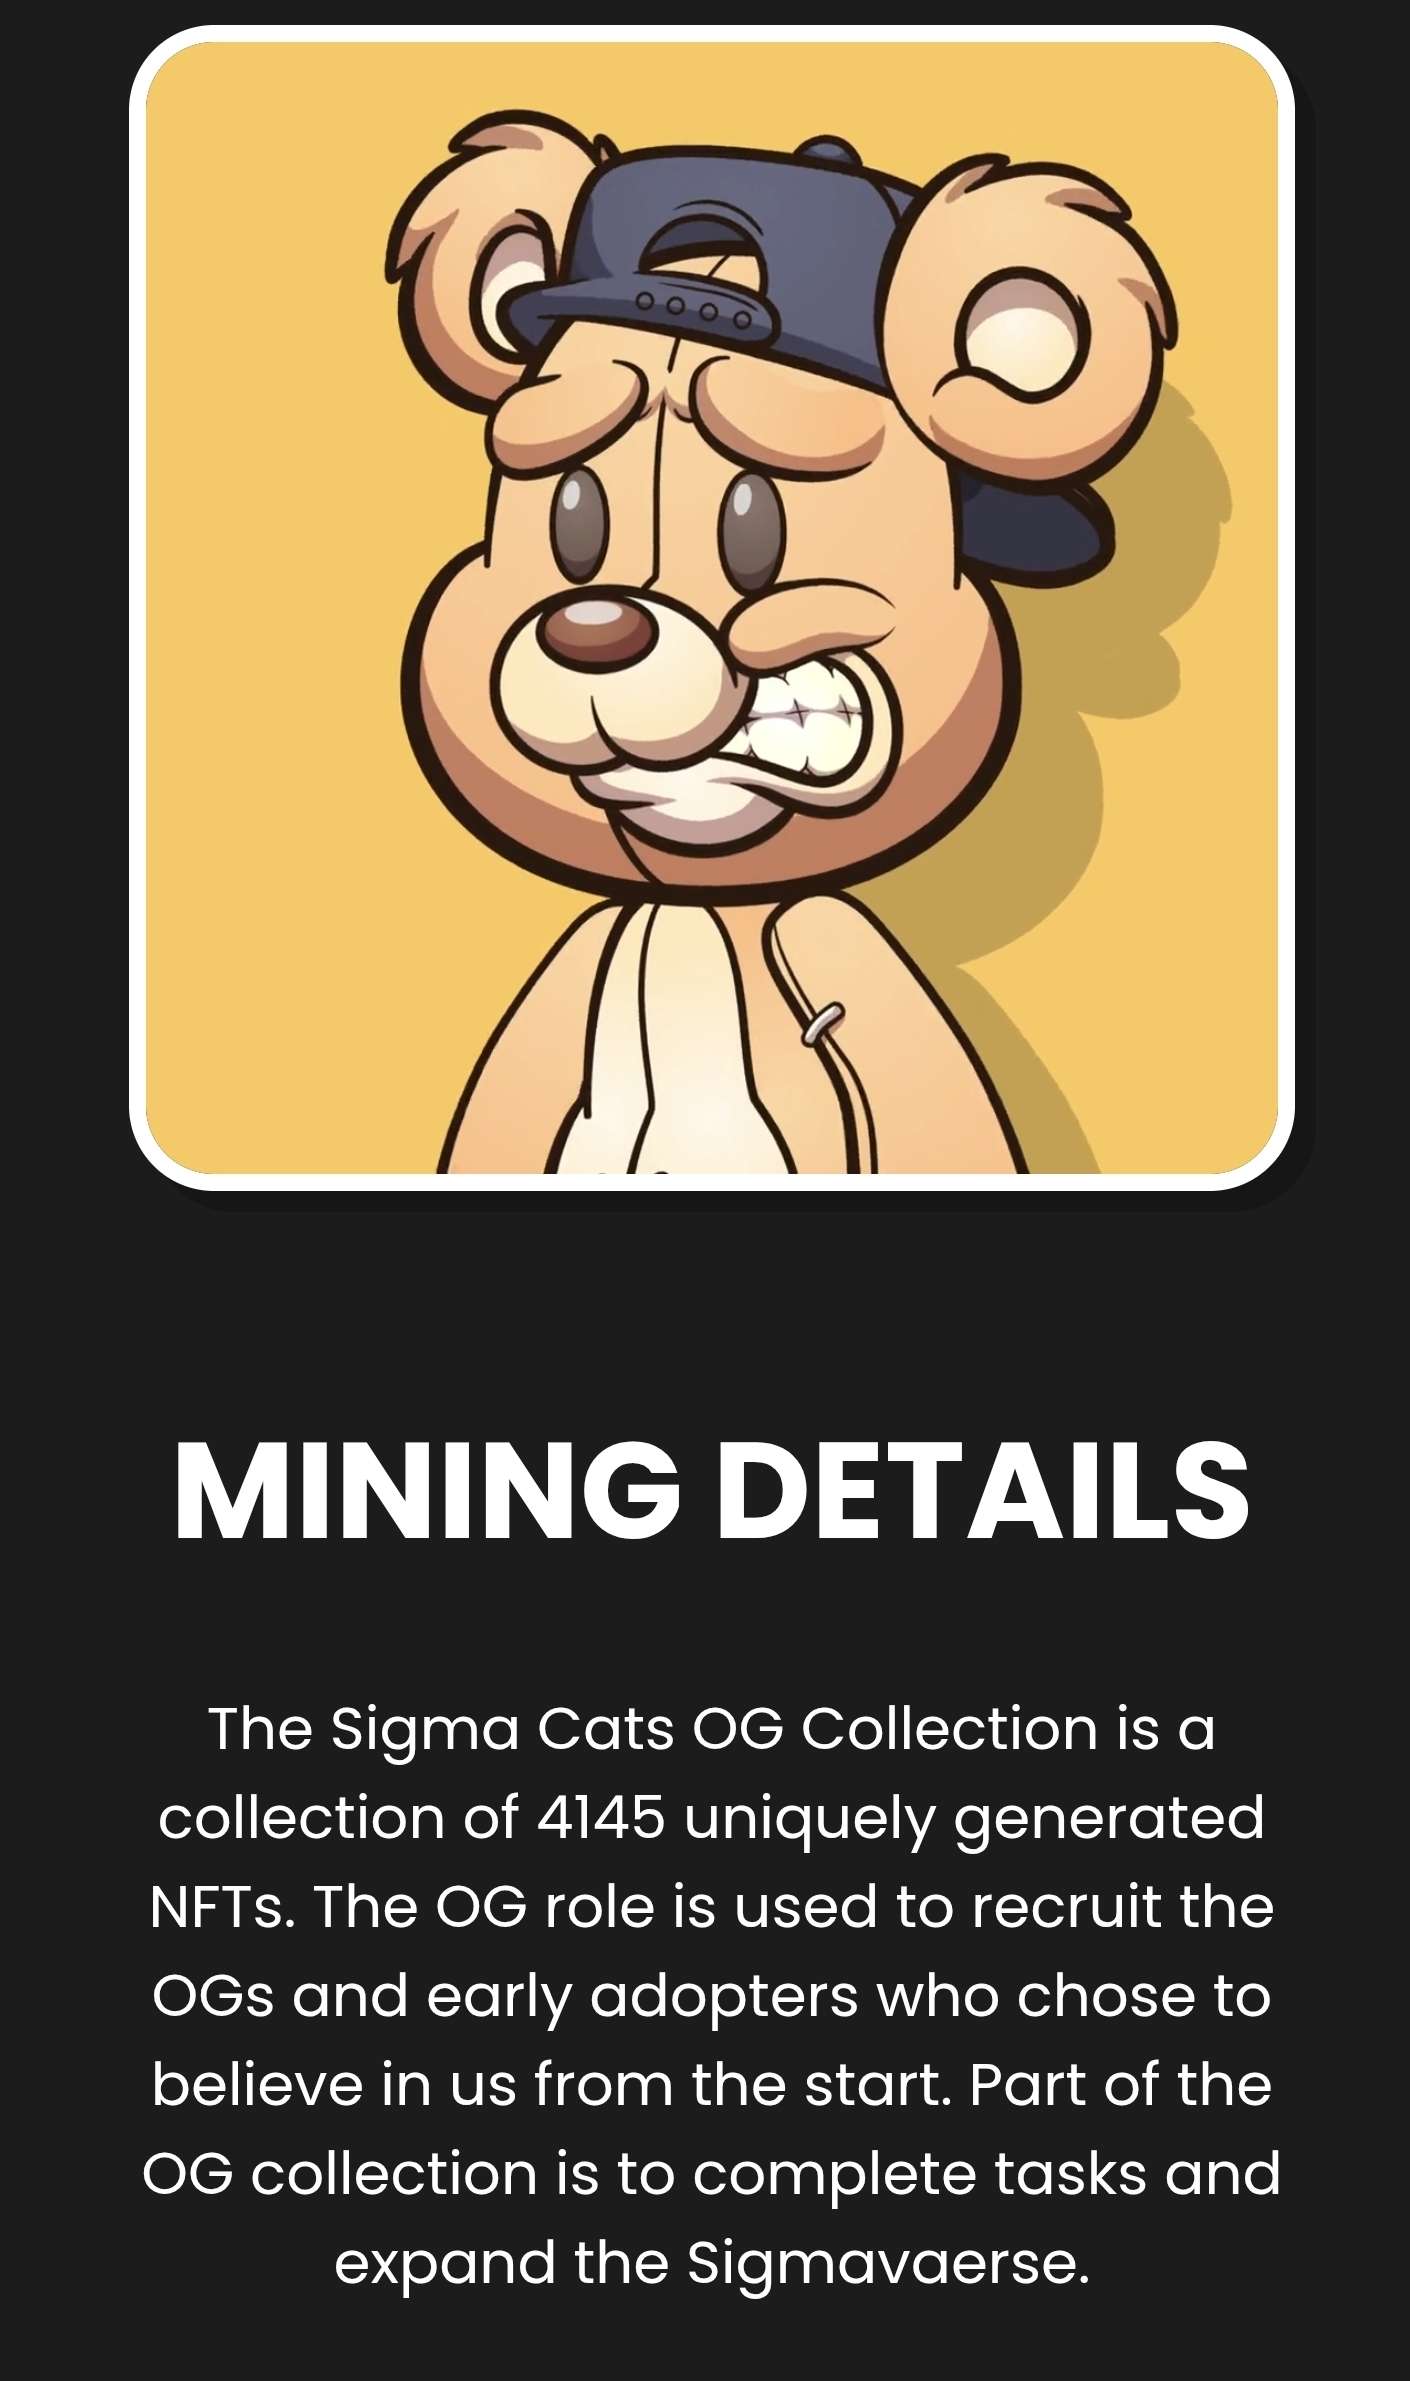 MINING DETAILS
The Sigma Cats OG Collection is a
collection of 4145 uniquely generated
NFTs. The OG role is used to recruit the
OGs and early adopters who chose to
believe in us from the start. Part of the
OG collection is to complete tasks and
expand the Sigmavaerse.